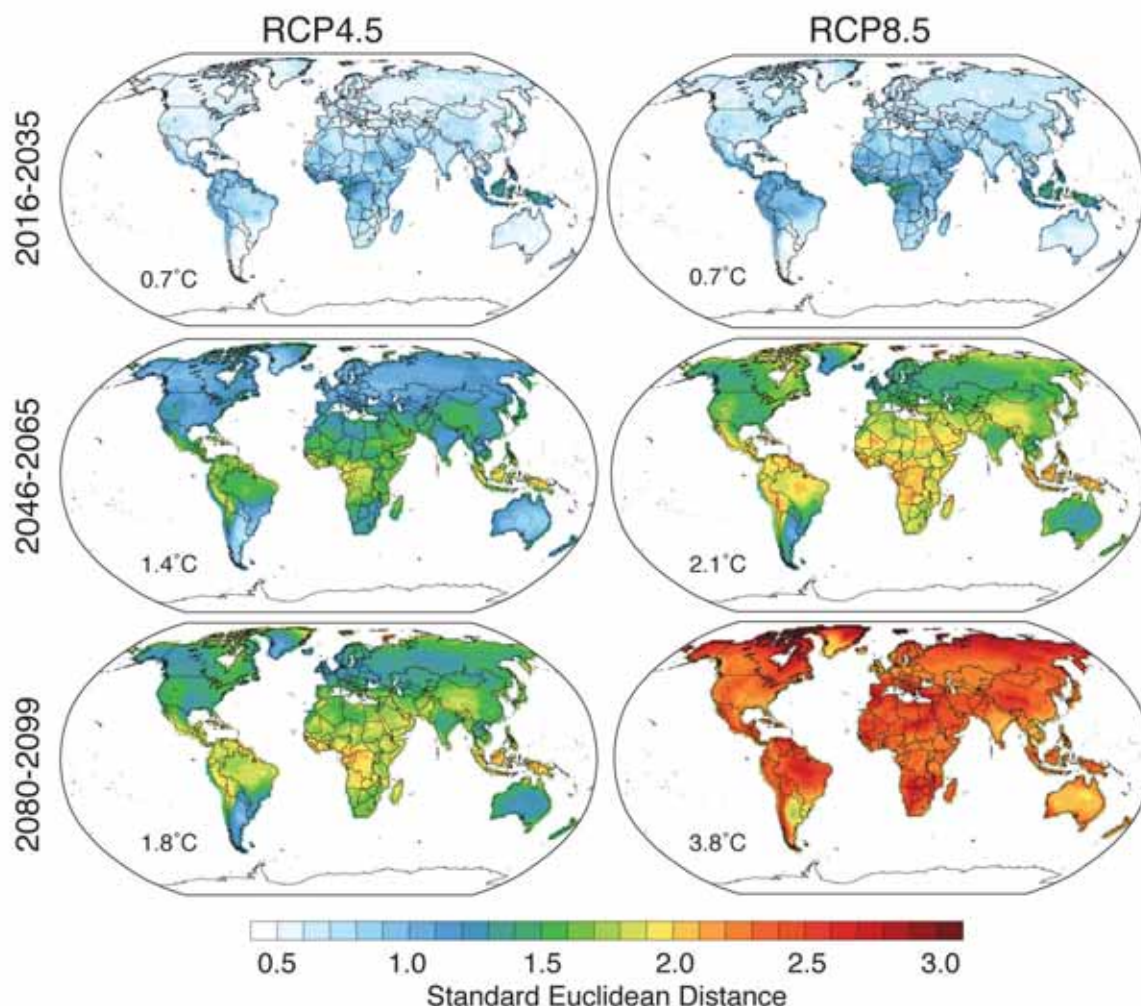 RCP4.5 RCP8.5
2016-2035
0.7˚C 0.7˚C
2046-2065
1.4˚C 2.1˚C
2080-2099
1.8˚C 3.8˚C
0.5 1.0 1.5 2.0 2.5 3.0
Standard Euclidean Distance